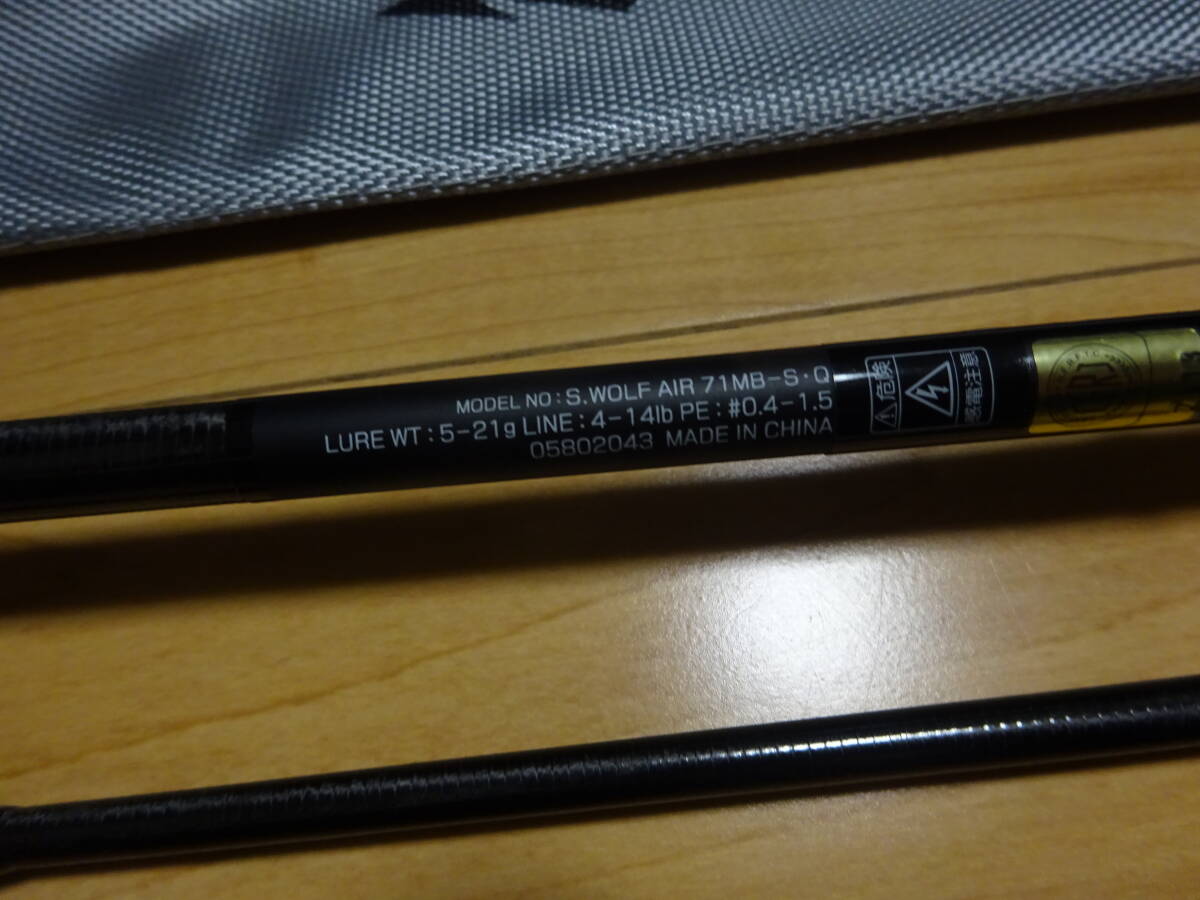 MODEL NO:S.WOLF AIR 71MB-S・Q
LURE WT:5-21g LINE:4-14lb PE:#0.4-1.5
05802043 MADE IN CHINA
危険
感電注意